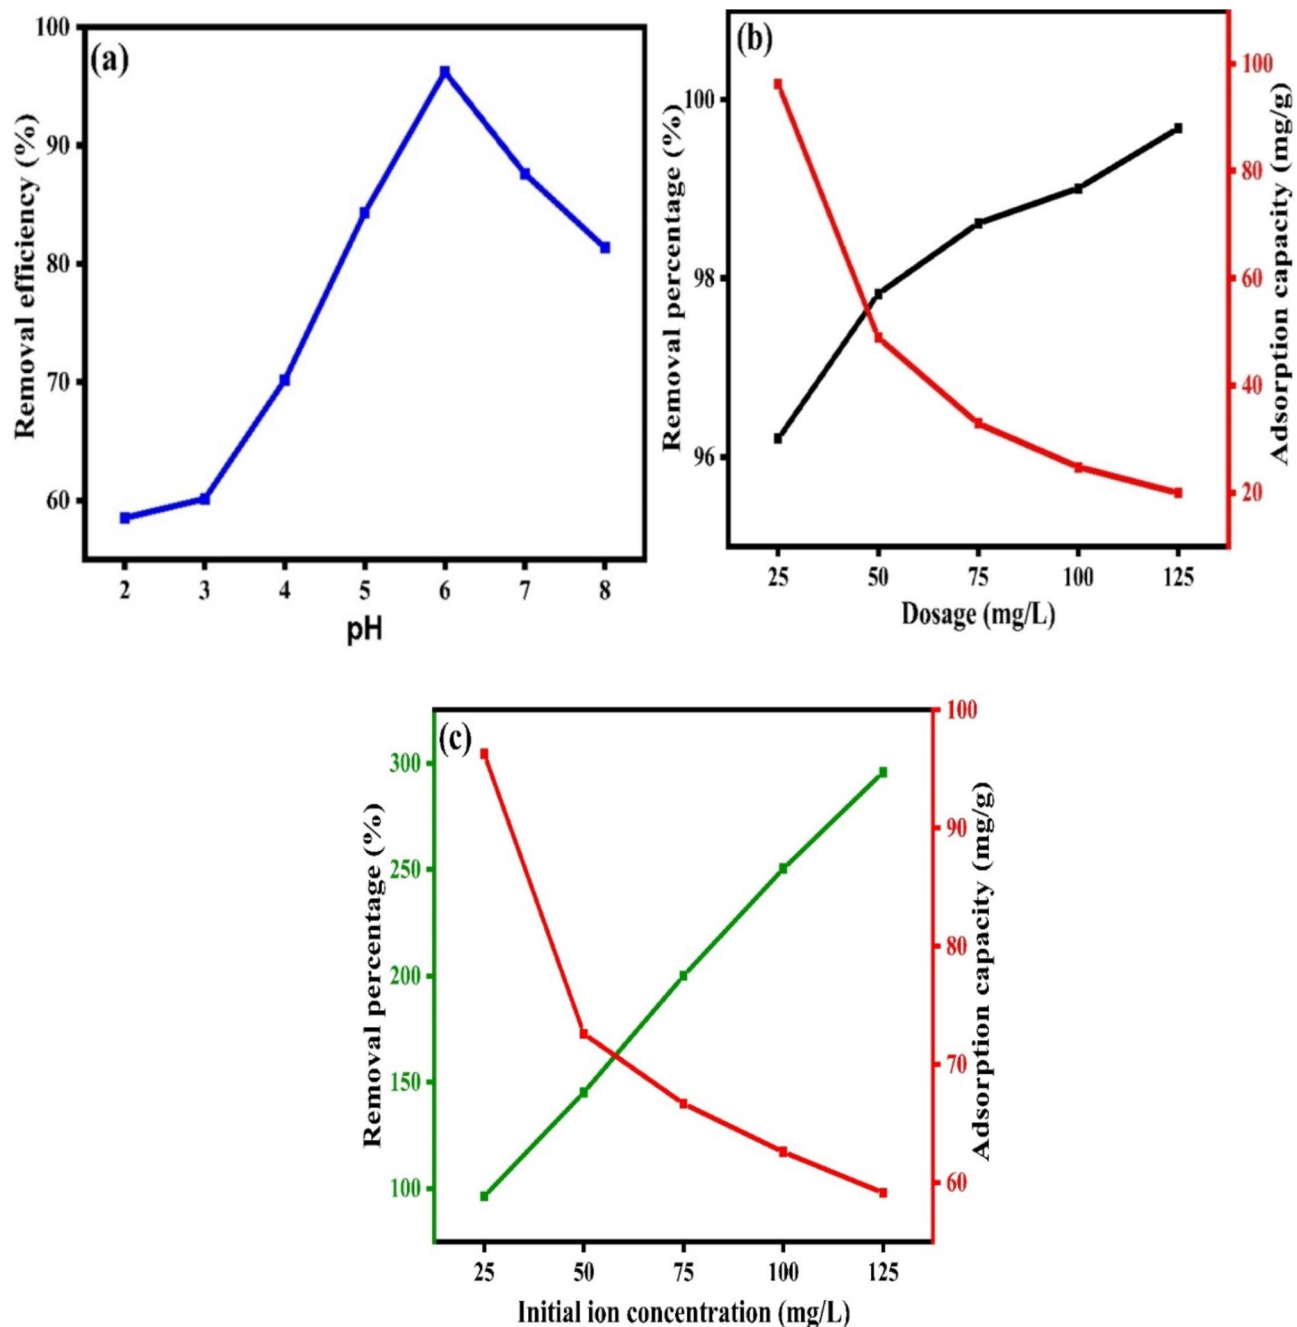 (a)
Removal efficiency (%)
100
90
80
70
60
2 3 4 5 6 7 8
pH
(b)
Removal percentage (%)
100
98
96
Adsorption capacity (mg/g)
100
80
60
40
20
25 50 75 100 125
Dosage (mg/L)
(c)
Removal percentage (%)
300
250
200
150
100
Adsorption capacity (mg/g)
100
90
80
70
60
25 50 75 100 125
Initial ion concentration (mg/L)